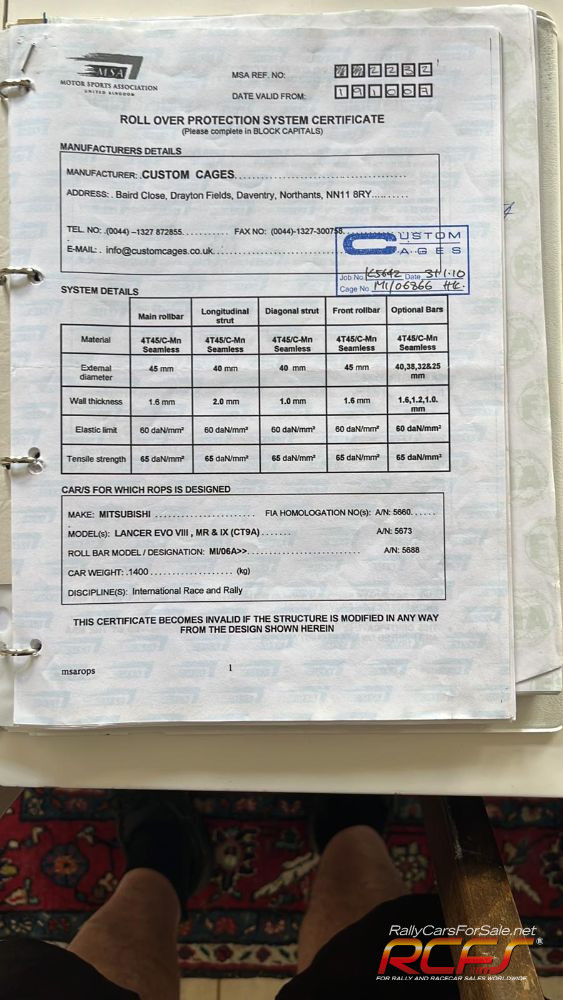 MSA
MOTOR SPORTS ASSOCIATION
UNITED KINGDOM
MSA REF. NO:
DATE VALID FROM:
ROLL OVER PROTECTION SYSTEM CERTIFICATE
(Please complete in BLOCK CAPITALS)
MANUFACTURERS DETAILS
MANUFACTURER: CUSTOM CAGES
ADDRESS: . Baird Close, Drayton Fields, Daventry, Northants, NN11 8RY
TEL. NO: .(0044) –1327 872855 FAX NO: (0044)-1327-300758
E-MAIL: . info@customcages.co.uk
CUSTOM
CAGES
Job No. K5642 Date 31.1.10
Cage No MI/06866 HK.
SYSTEM DETAILS
Main rollbar Longitudinal strut Diagonal strut Front rollbar Optional Bars
Material 4T45/C-Mn Seamless 4T45/C-Mn Seamless 4T45/C-Mn Seamless 4T45/C-Mn Seamless 4T45/C-Mn Seamless
External diameter 45 mm 40 mm 40 mm 45 mm 40,38,32&25 mm
Wall thickness 1.6 mm 2.0 mm 1.0 mm 1.6 mm 1.6,1.2,1.0. mm
Elastic limit 60 daN/mm² 60 daN/mm² 60 daN/mm² 60 daN/mm² 60 daN/mm²
Tensile strength 65 daN/mm² 65 daN/mm² 65 daN/mm² 65 daN/mm² 65 daN/mm²
CAR/S FOR WHICH ROPS IS DESIGNED
MAKE: MITSUBISHI FIA HOMOLOGATION NO(s): A/N: 5660
MODEL(s): LANCER EVO VIII , MR & IX (CT9A) A/N: 5673
ROLL BAR MODEL / DESIGNATION: MI/06A>> A/N: 5688
CAR WEIGHT: .1400 (kg)
DISCIPLINE(S): International Race and Rally
THIS CERTIFICATE BECOMES INVALID IF THE STRUCTURE IS MODIFIED IN ANY WAY
FROM THE DESIGN SHOWN HEREIN
msarops 1
RallyCarsForSale.net
RCFS®
FOR RALLY AND RACECAR SALES WORLDWIDE